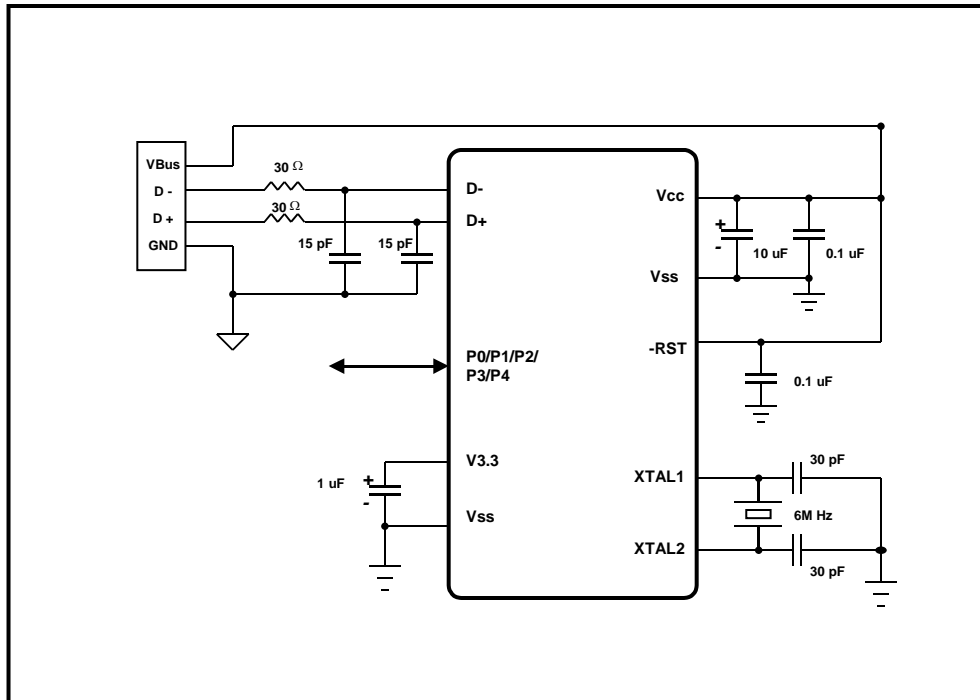 VBus
D -
D +
GND
30 Ω
30 Ω
15 pF
15 pF
D-
D+
P0/P1/P2/
P3/P4
V3.3
Vss
1 uF
+
-
Vcc
Vss
-RST
XTAL1
XTAL2
+
-
10 uF
0.1 uF
0.1 uF
30 pF
6M Hz
30 pF